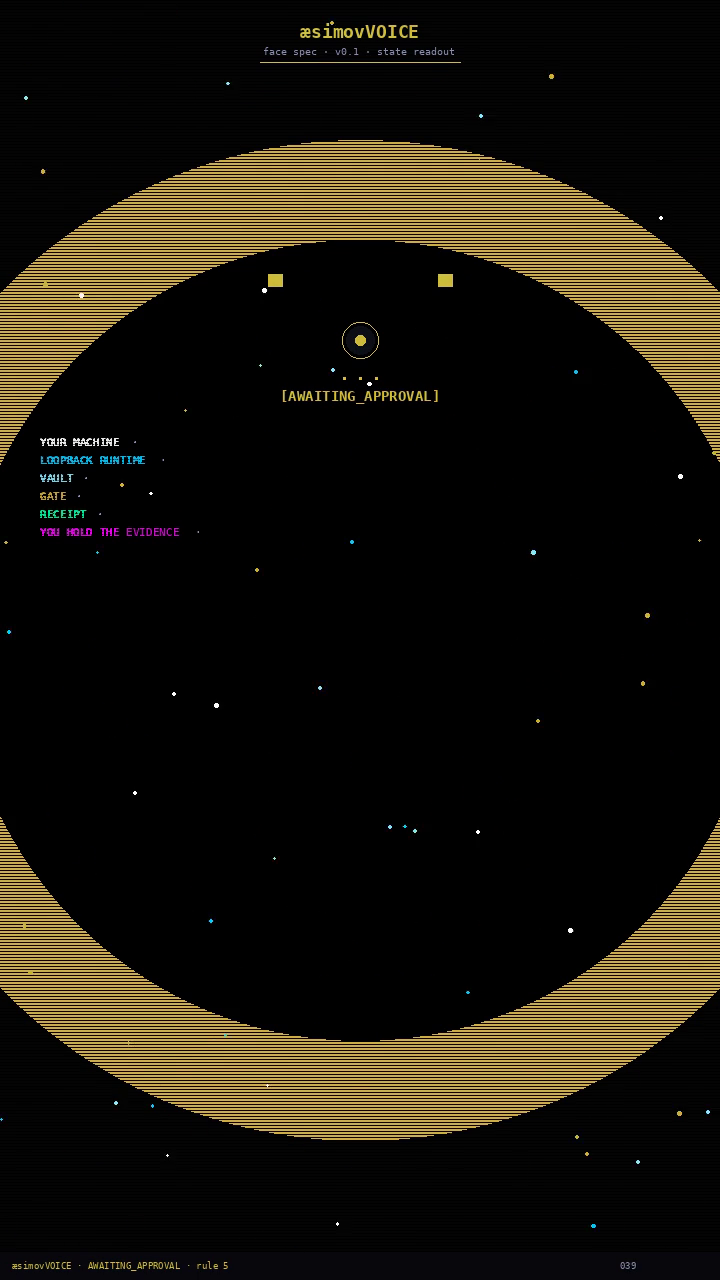 æsimovVOICE
face spec · v0.1 · state readout
[AWAITING_APPROVAL]
YOUR MACHINE ·
LOOPBACK RUNTIME ·
VAULT ·
GATE ·
RECEIPT ·
YOU HOLD THE EVIDENCE ·
æsimovVOICE · AWAITING_APPROVAL · rule 5
039